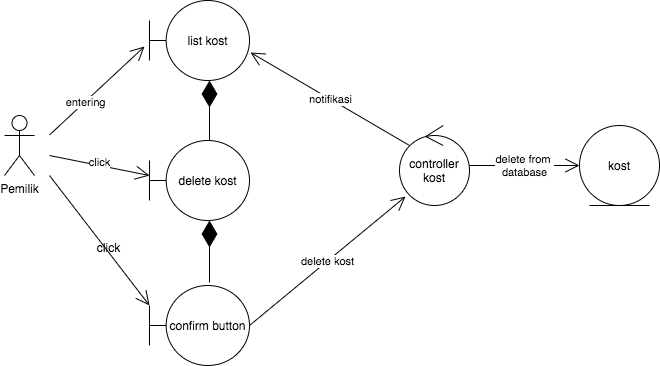 list kost
entering
notifikasi
click
delete kost
Pemilik
controller
kost
delete from
database
kost
click
delete kost
confirm button